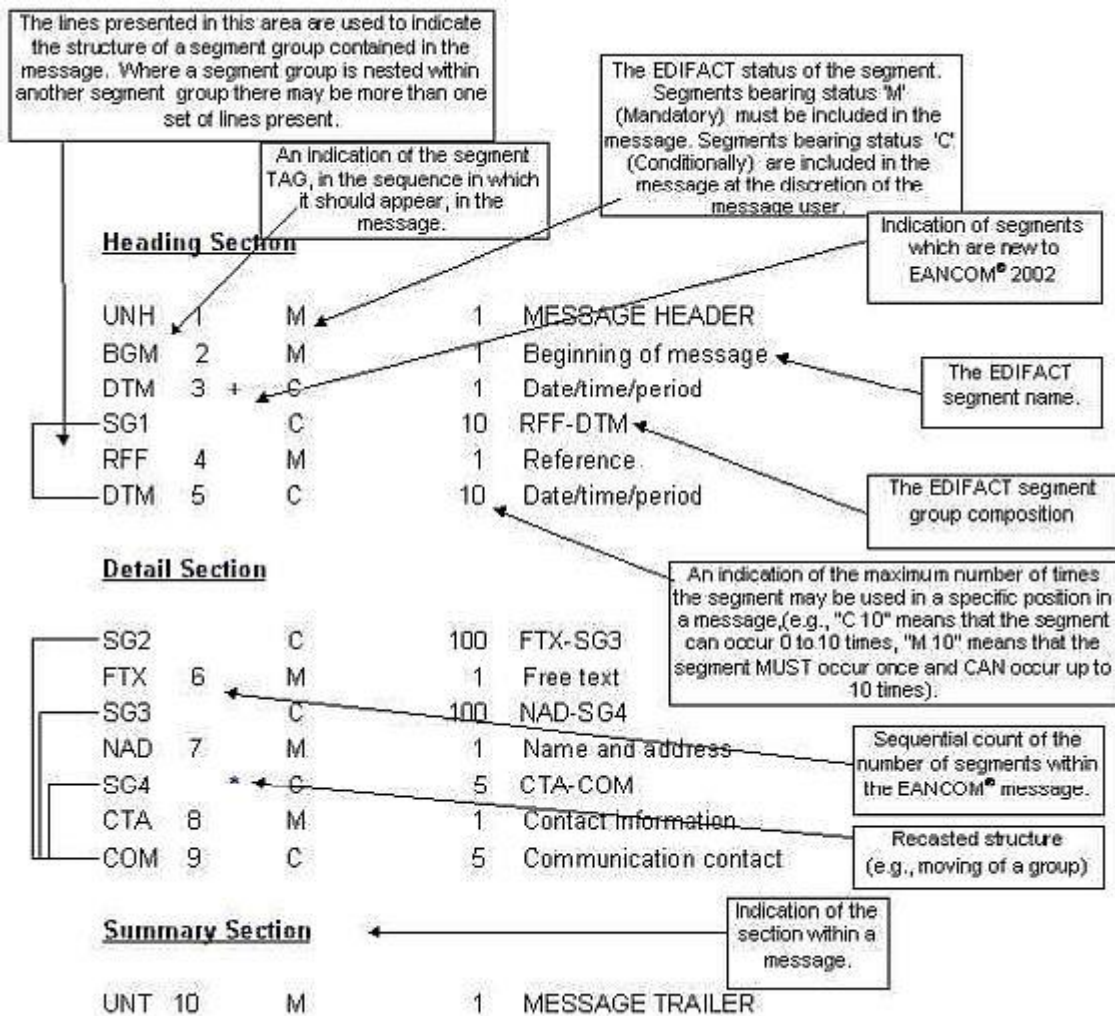 The lines presented in this area are used to indicate
the structure of a segment group contained in the
message. Where a segment group is nested within
another segment group there may be more than one
set of lines present.
The EDIFACT status of the segment.
Segments bearing status 'M'
(Mandatory) must be included in the
message. Segments bearing status 'C'
(Conditionally) are included in the
message at the discretion of the
message user.
An indication of the segment
TAG, in the sequence in which
it should appear, in the
message.
Indication of segments
which are new to
EANCOM® 2002
Heading Section
UNH 1 M 1 MESSAGE HEADER
BGM 2 M 1 Beginning of message
DTM 3 + C 1 Date/time/period
SG1 C 10 RFF-DTM
RFF 4 M 1 Reference
DTM 5 C 10 Date/time/period
The EDIFACT
segment name.
The EDIFACT segment
group composition
An indication of the maximum number of times
the segment may be used in a specific position in
a message,(e.g., "C 10" means that the segment
can occur 0 to 10 times, "M 10" means that the
segment MUST occur once and CAN occur up to
10 times).
Detail Section
SG2 C 100 FTX-SG3
FTX 6 M 1 Free text
SG3 C 100 NAD-SG4
NAD 7 M 1 Name and address
SG4 * C 5 CTA-COM
CTA 8 M 1 Contact Information
COM 9 C 5 Communication contact
Sequential count of the
number of segments within
the EANCOM® message.
Recasted structure
(e.g., moving of a group)
Summary Section
Indication of the
section within a
message.
UNT 10 M 1 MESSAGE TRAILER